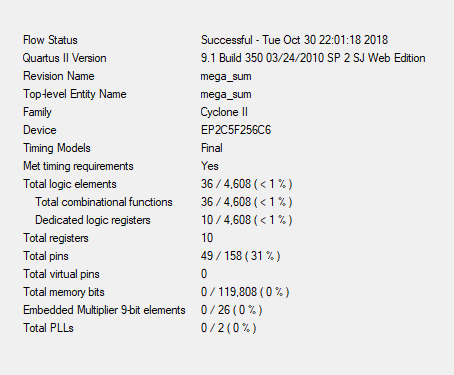 Flow Status Successful - Tue Oct 30 22:01:18 2018
Quartus II Version 9.1 Build 350 03/24/2010 SP 2 SJ Web Edition
Revision Name mega_sum
Top-level Entity Name mega_sum
Family Cyclone II
Device EP2C5F256C6
Timing Models Final
Met timing requirements Yes
Total logic elements 36 / 4,608 ( < 1 % )
Total combinational functions 36 / 4,608 ( < 1 % )
Dedicated logic registers 10 / 4,608 ( < 1 % )
Total registers 10
Total pins 49 / 158 ( 31 % )
Total virtual pins 0
Total memory bits 0 / 119,808 ( 0 % )
Embedded Multiplier 9-bit elements 0 / 26 ( 0 % )
Total PLLs 0 / 2 ( 0 % )